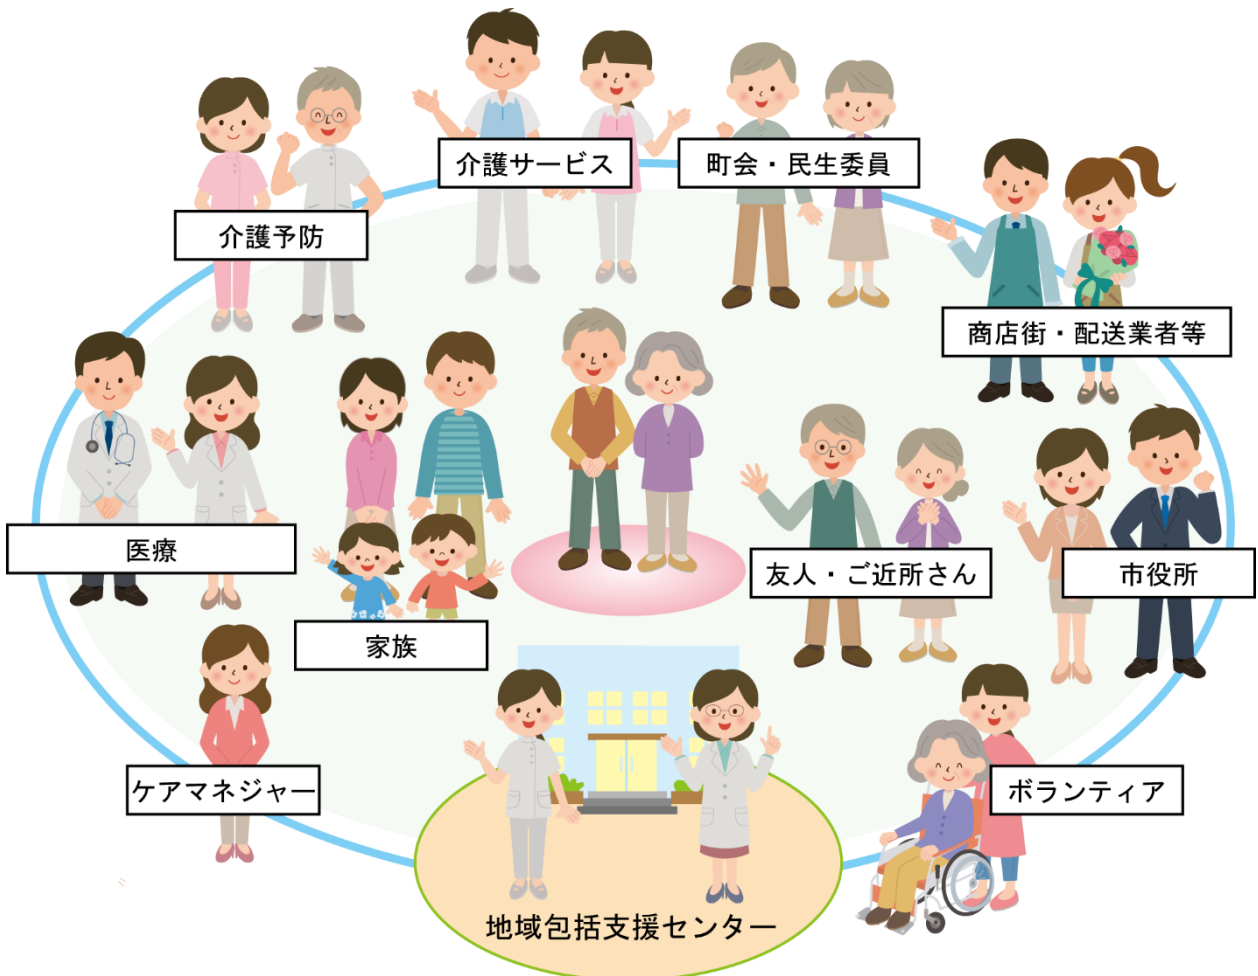 介護サービス
町会・民生委員
介護予防
商店街・配送業者等
医療
友人・ご近所さん
市役所
家族
ケアマネジャー
ボランティア
地域包括支援センター